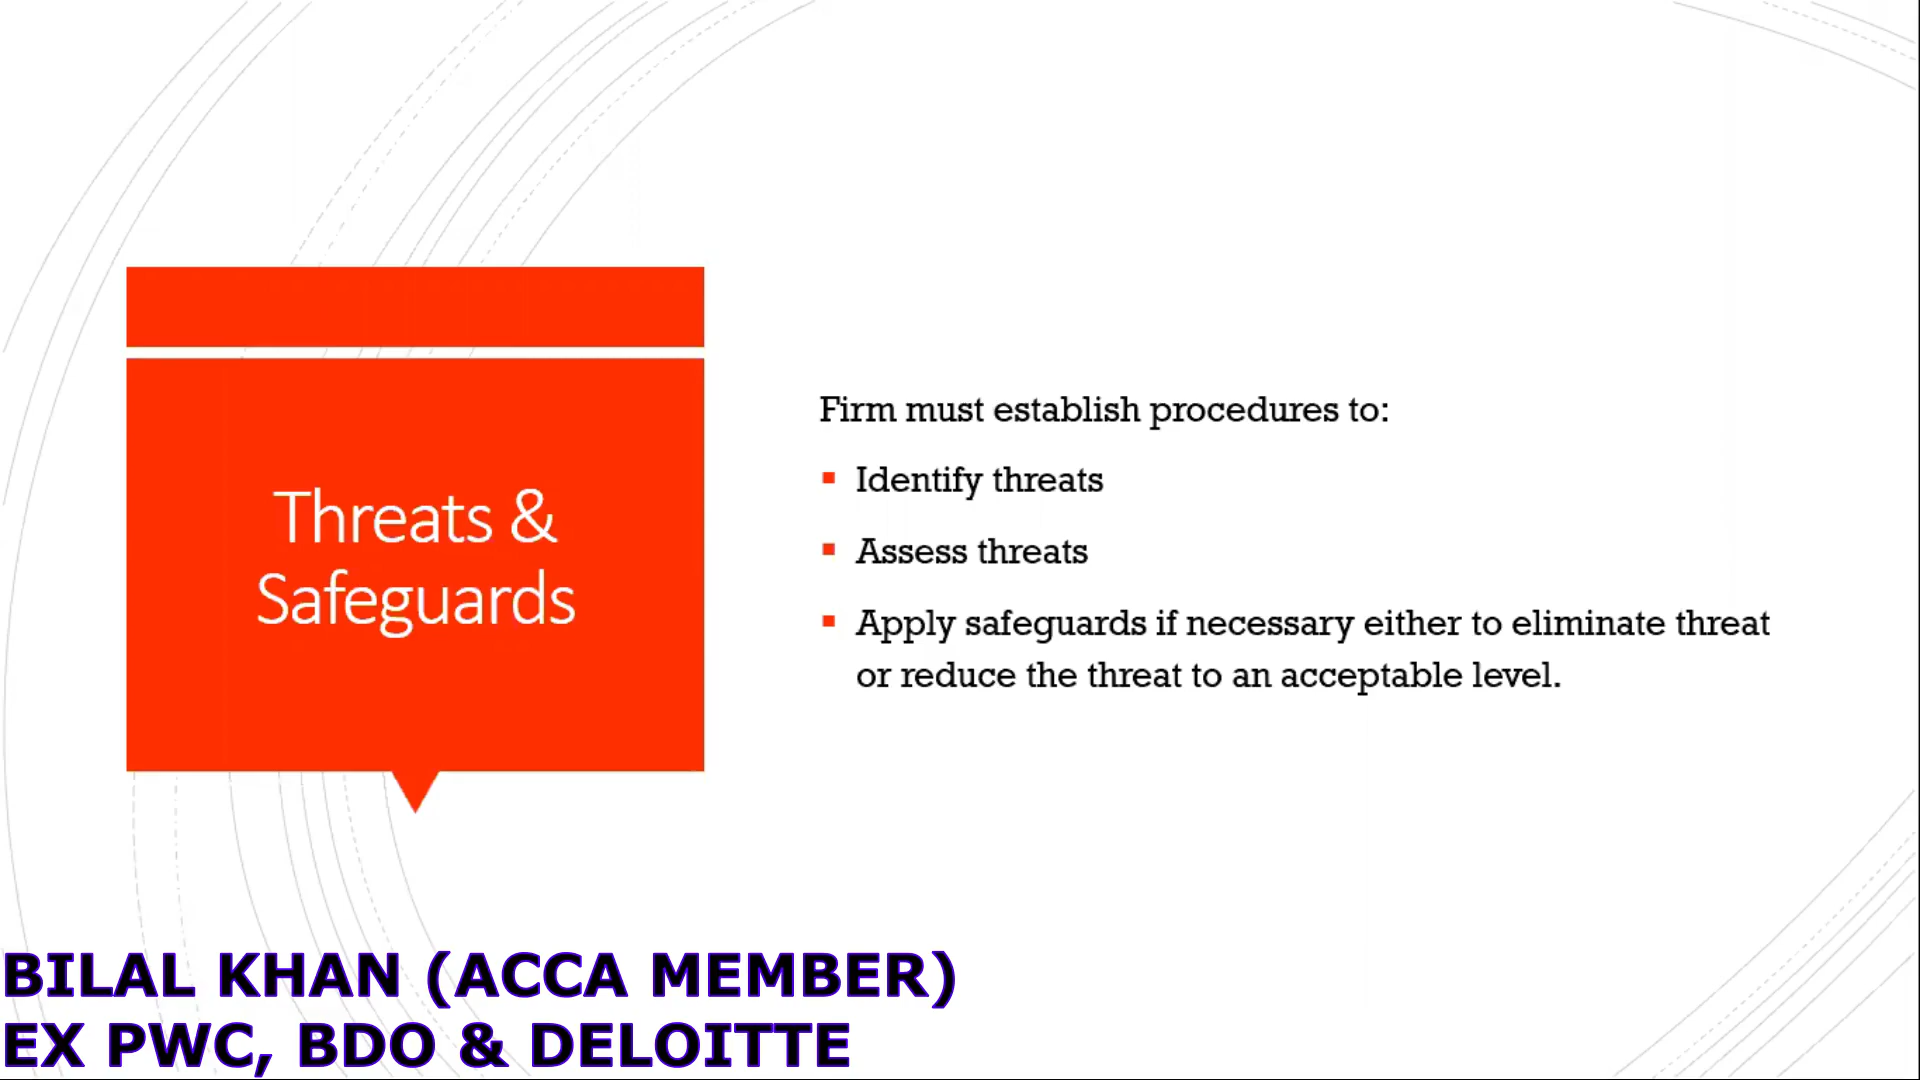 Threats &
Safeguards
Firm must establish procedures to:
Identify threats
Assess threats
Apply safeguards if necessary either to eliminate threat
or reduce the threat to an acceptable level.
BILAL KHAN (ACCA MEMBER)
EX PWC, BDO & DELOITTE